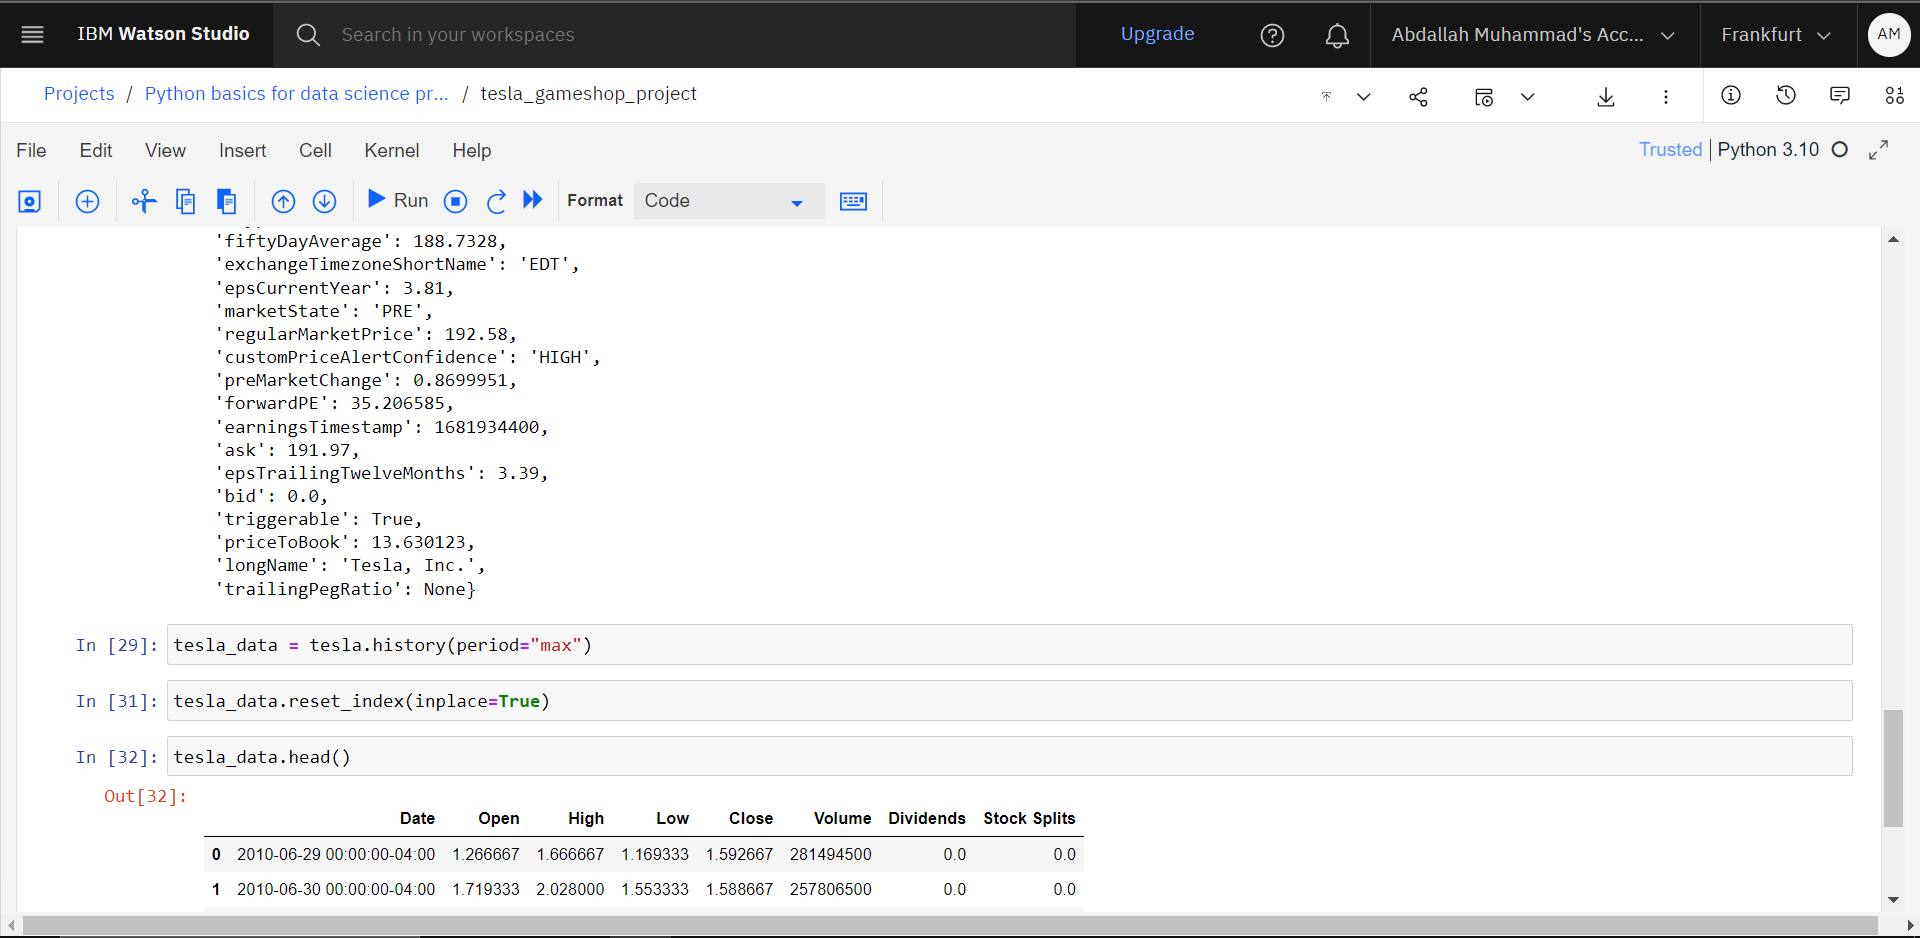 IBM Watson Studio
Search in your workspaces
Upgrade
Abdallah Muhammad's Acc...
Frankfurt
AM
Projects / Python basics for data science pr... / tesla_gameshop_project
File Edit View Insert Cell Kernel Help
Trusted | Python 3.10
Run
Format
Code
'fiftyDayAverage': 188.7328,
'exchangeTimezoneShortName': 'EDT',
'epsCurrentYear': 3.81,
'marketState': 'PRE',
'regularMarketPrice': 192.58,
'customPriceAlertConfidence': 'HIGH',
'preMarketChange': 0.8699951,
'forwardPE': 35.206585,
'earningsTimestamp': 1681934400,
'ask': 191.97,
'epsTrailingTwelveMonths': 3.39,
'bid': 0.0,
'triggerable': True,
'priceToBook': 13.630123,
'longName': 'Tesla, Inc.',
'trailingPegRatio': None}
In [29]: tesla_data = tesla.history(period="max")
In [31]: tesla_data.reset_index(inplace=True)
In [32]: tesla_data.head()
Out[32]:
Date Open High Low Close Volume Dividends Stock Splits
0 2010-06-29 00:00:00-04:00 1.266667 1.666667 1.169333 1.592667 281494500 0.0 0.0
1 2010-06-30 00:00:00-04:00 1.719333 2.028000 1.553333 1.588667 257806500 0.0 0.0